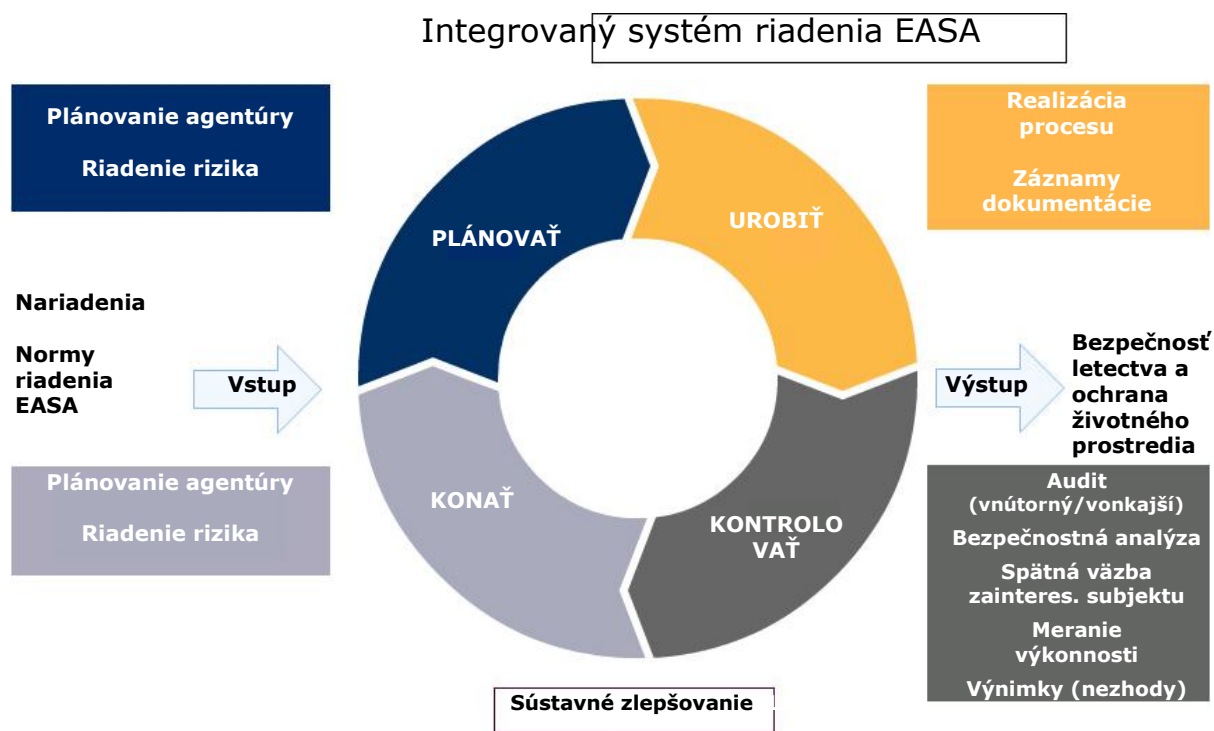 Integrovaný systém riadenia EASA
Plánovanie agentúry
Riadenie rizika
Realizácia
procesu
Záznamy
dokumentácie
PLÁNOVAŤ
UROBIŤ
Nariadenia
Normy
riadenia
EASA
Vstup
Výstup
Bezpečnosť
letectva a
ochrana
životného
prostredia
Plánovanie agentúry
Riadenie rizika
KONAŤ
KONTROLO
VAŤ
Audit
(vnútorný/vonkajší)
Bezpečnostná analýza
Spätná väzba
zainteres. subjektu
Meranie
výkonnosti
Výnimky (nezhody)
Sústavné zlepšovanie